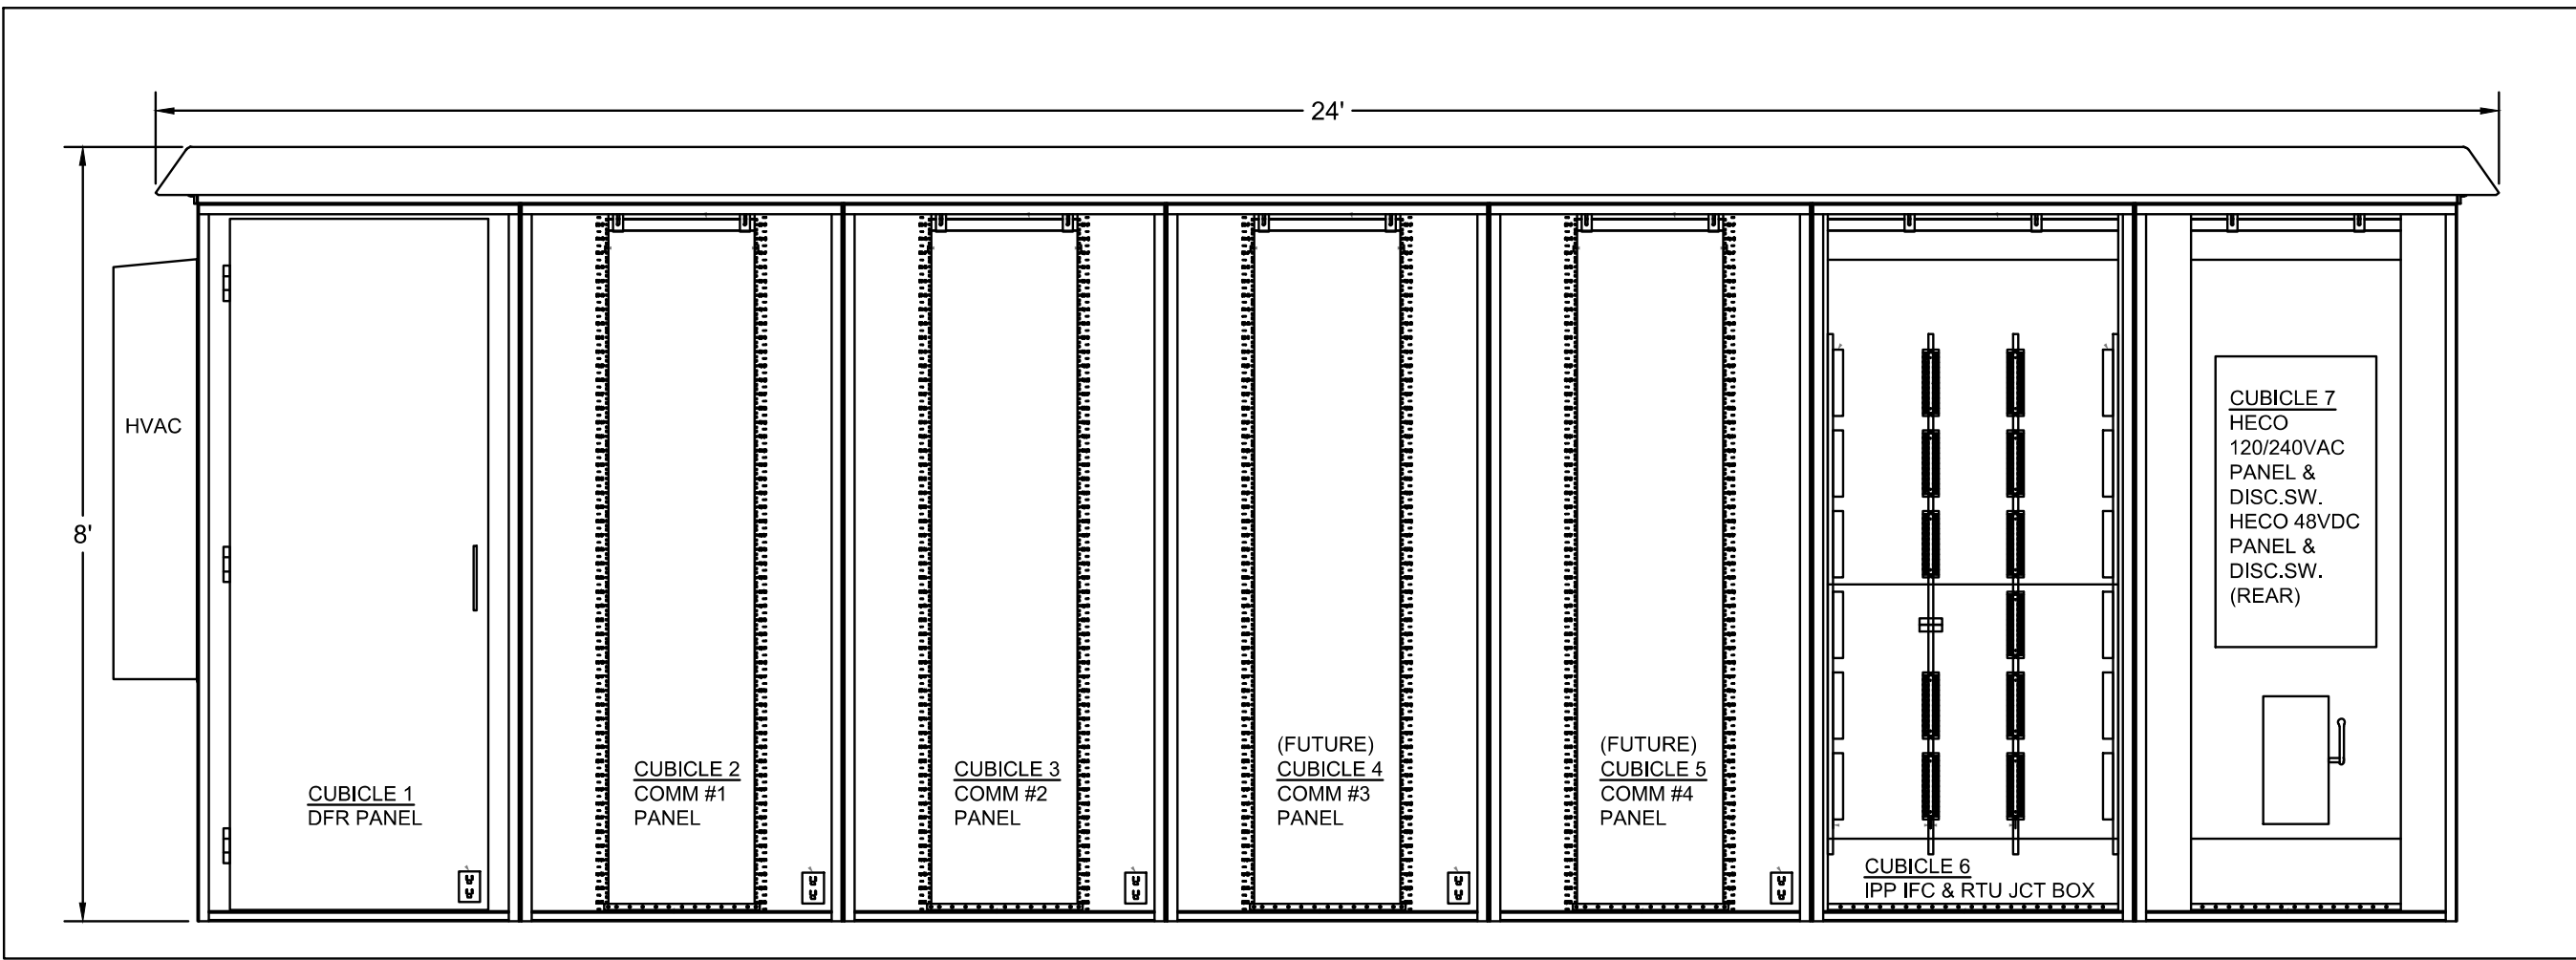 24'
8'
HVAC
CUBICLE 1
DFR PANEL
CUBICLE 2
COMM #1
PANEL
CUBICLE 3
COMM #2
PANEL
(FUTURE)
CUBICLE 4
COMM #3
PANEL
(FUTURE)
CUBICLE 5
COMM #4
PANEL
CUBICLE 6
IPP IFC & RTU JCT BOX
CUBICLE 7
HECO
120/240VAC
PANEL &
DISC.SW.
HECO 48VDC
PANEL &
DISC.SW.
(REAR)